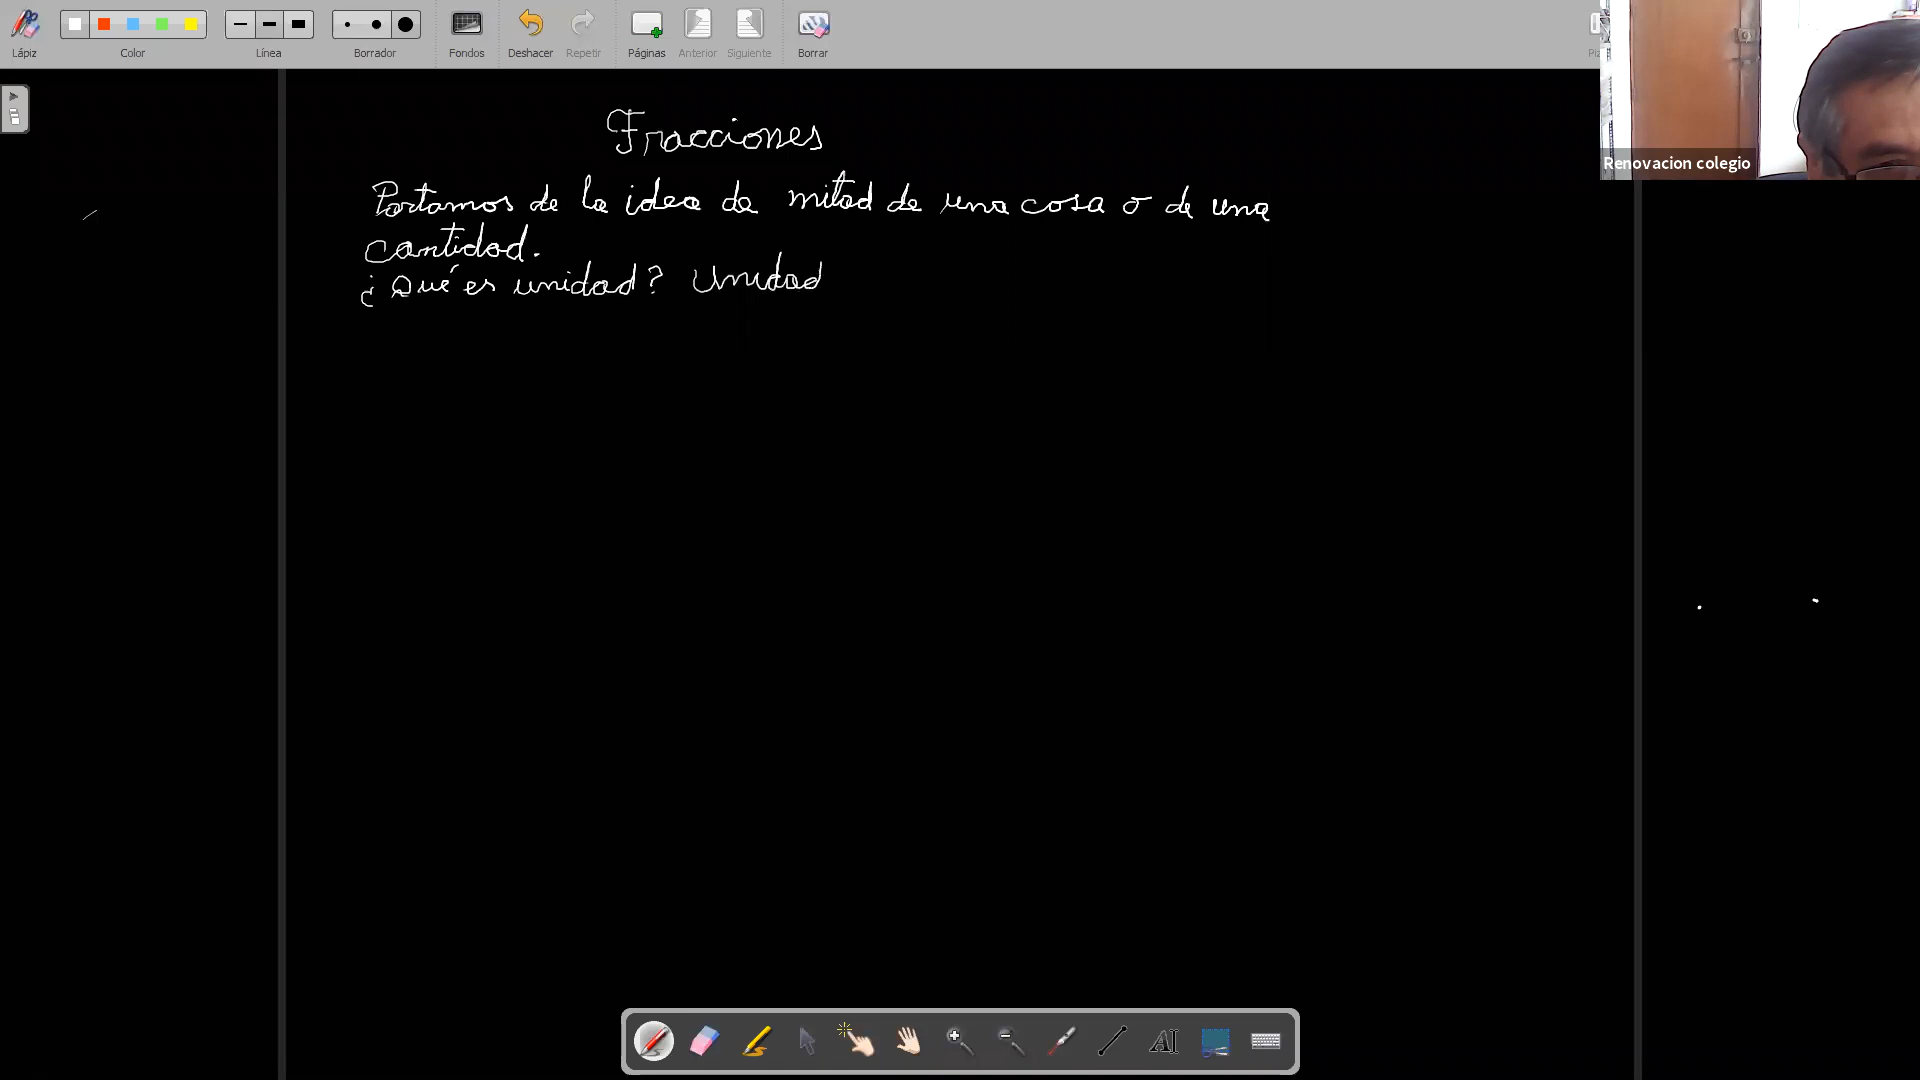 Lápiz Color Línea Borrador Fondos Deshacer Repetir Páginas Anterior Siguiente Borrar
Renovacion colegio
Fracciones
Partamos de la idea de mitad de una cosa o de una
cantidad.
¿Qué es unidad? Unidad